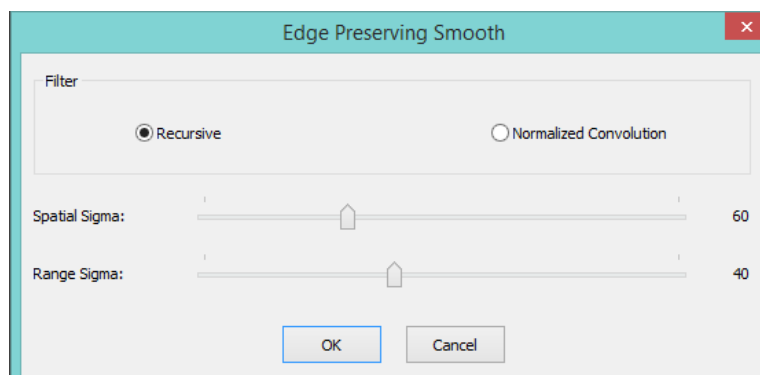 Edge Preserving Smooth
Filter
Recursive Normalized Convolution
Spatial Sigma: 60
Range Sigma: 40
OK Cancel